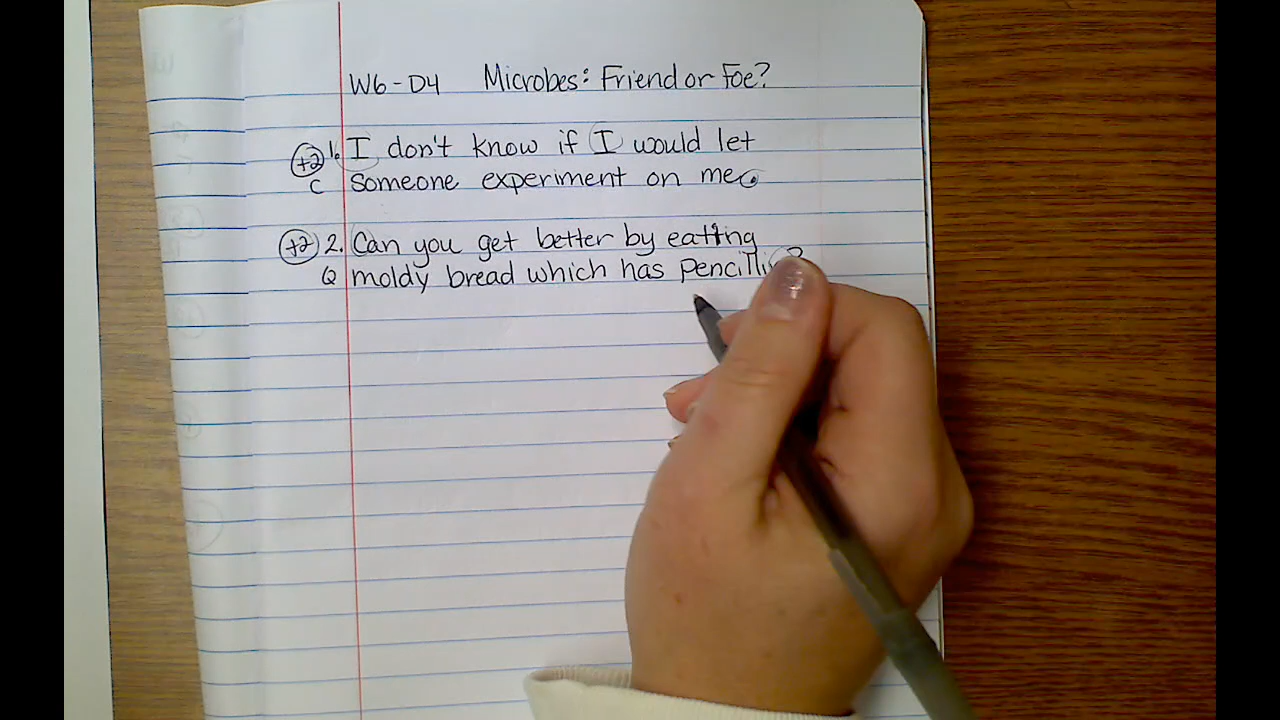 W6-D4 Microbes: Friend or Foe?
+2 1. I don't know if I would let
C someone experiment on me.
+2 2. Can you get better by eating
Q moldy bread which has ?